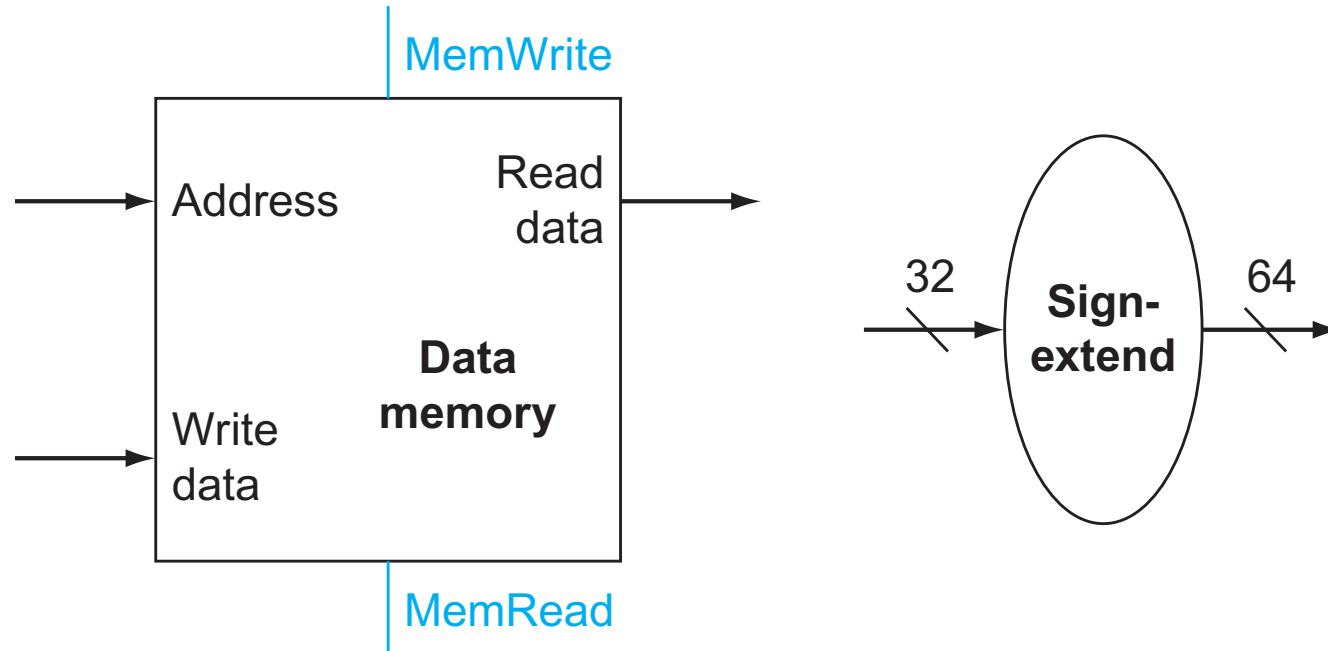 MemWrite
Address
Read
data
Data
memory
Write
data
MemRead
32
Sign-
extend
64